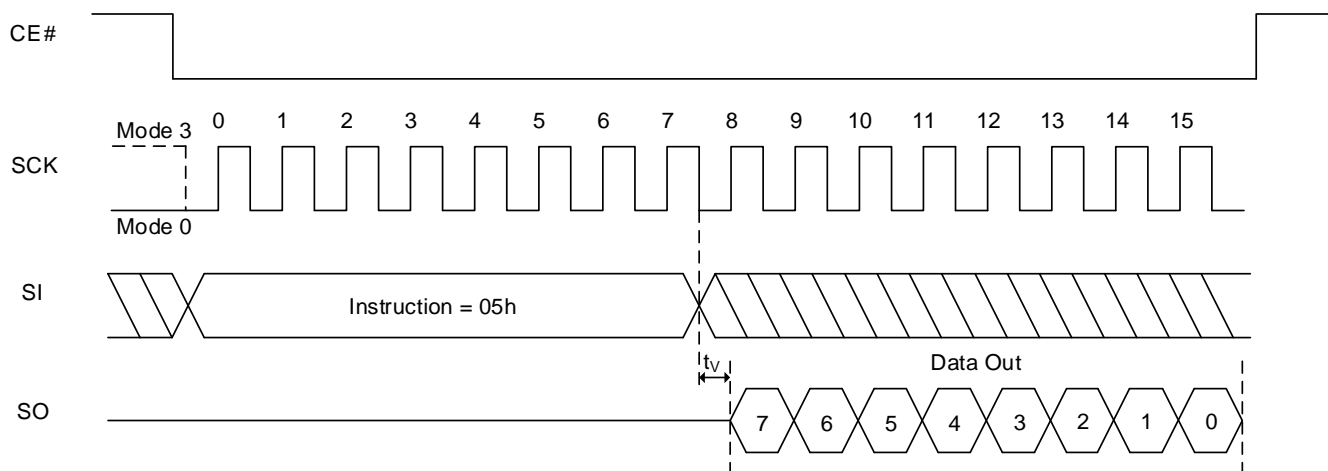 CE#
0 1 2 3 4 5 6 7 8 9 10 11 12 13 14 15
Mode 3
SCK
Mode 0
SI
Instruction = 05h
tV
Data Out
SO
7 6 5 4 3 2 1 0